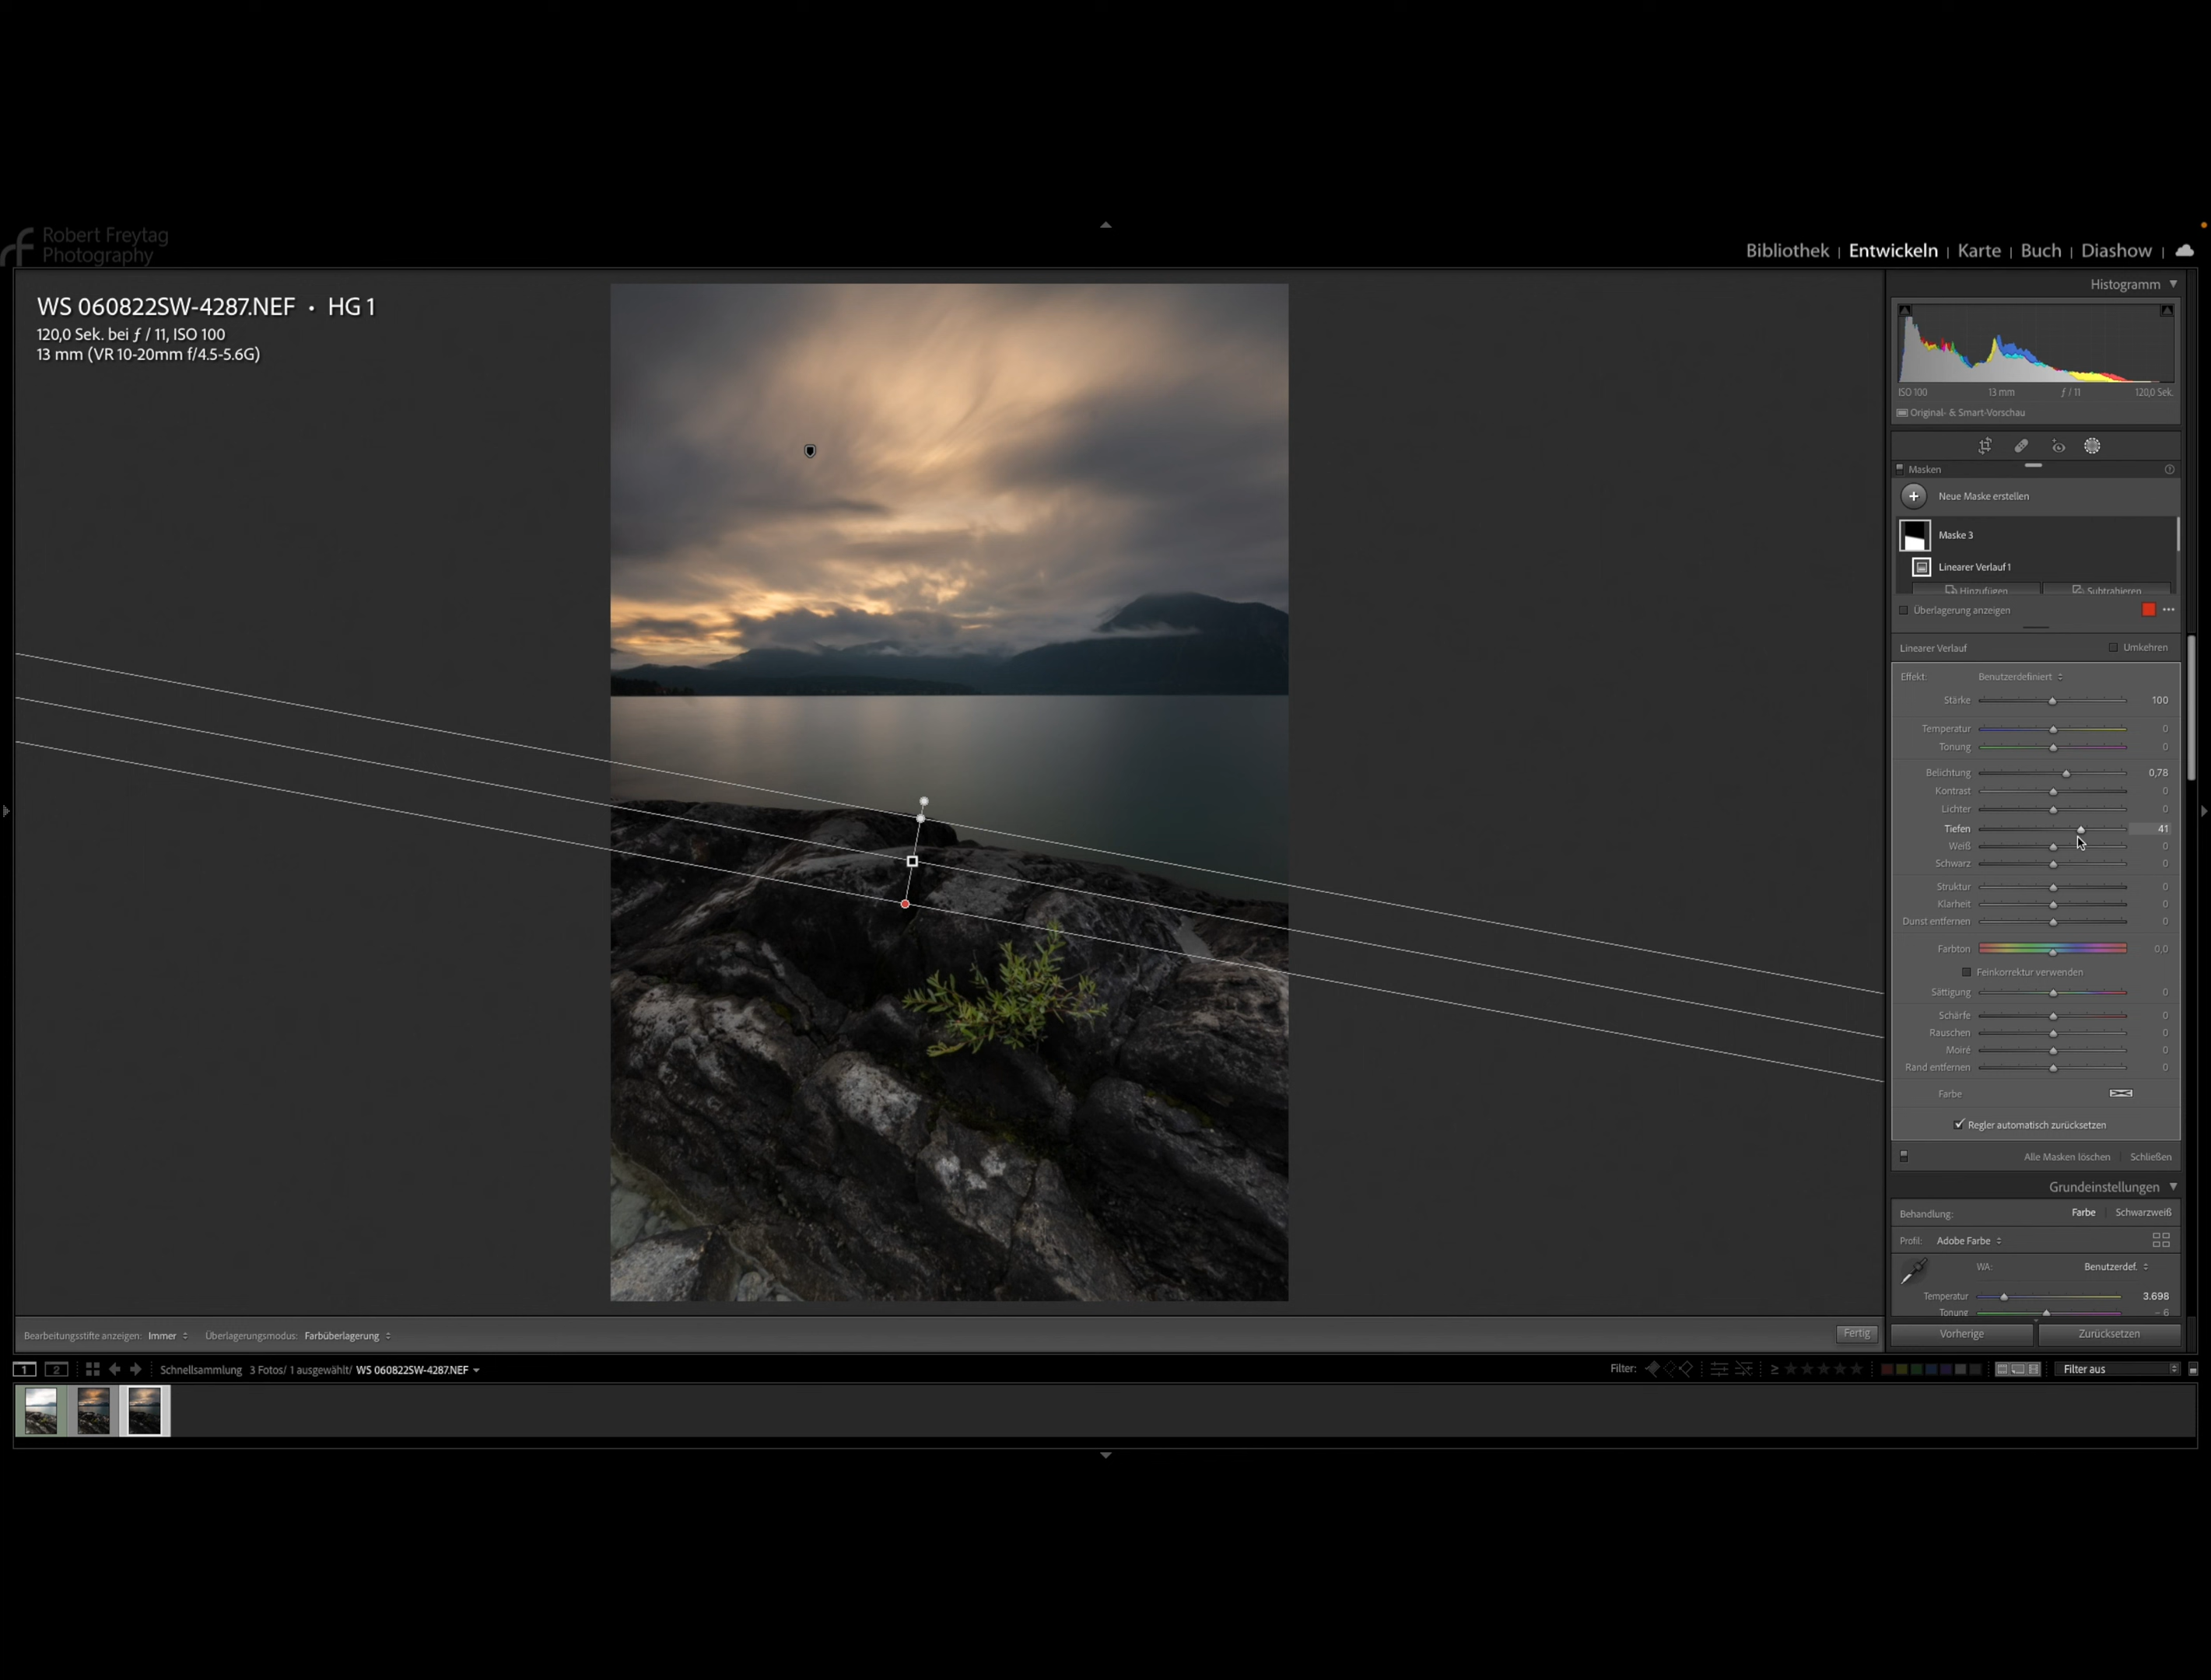 Robert Freytag
Photography
Bibliothek | Entwickeln | Karte | Buch | Diashow |
WS 060822SW-4287.NEF • HG 1
120,0 Sek. bei ƒ / 11, ISO 100
13 mm (VR 10-20mm f/4.5-5.6G)
Histogramm
ISO 100 13 mm ƒ / 11 120,0 Sek.
Original- & Smart-Vorschau
Masken
Neue Maske erstellen
Maske 3
Linearer Verlauf 1
Hinzufügen Subtrahieren
Überlagerung anzeigen
Linearer Verlauf Umkehren
Effekt: Benutzerdefiniert
Stärke 100
Temperatur 0
Tonung 0
Belichtung 0,78
Kontrast 0
Lichter 0
Tiefen 41
Weiß 0
Schwarz 0
Struktur 0
Klarheit 0
Dunst entfernen 0
Farbton 0,0
Feinkorrektur verwenden
Sättigung 0
Schärfe 0
Rauschen 0
Moiré 0
Rand entfernen 0
Farbe
Regler automatisch zurücksetzen
Alle Masken löschen Schließen
Grundeinstellungen
Behandlung: Farbe Schwarzweiß
Profil: Adobe Farbe
WA: Benutzerdef.
Temperatur 3.698
Tonung - 6
Vorherige Zurücksetzen
Bearbeitungsstifte anzeigen: Immer Überlagerungsmodus: Farbüberlagerung Fertig
1 2 Schnellsammlung 3 Fotos/ 1 ausgewählt/ WS 060822SW-4287.NEF Filter: ≥ Filter aus